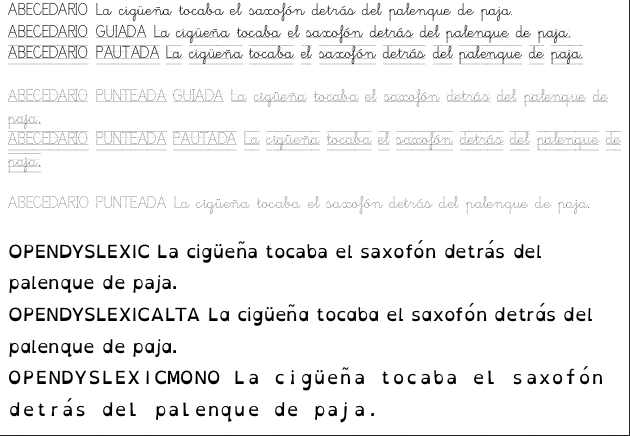 ABECEDARIO La cigüeña tocaba el saxofón detrás del palenque de paja.
ABECEDARIO GUIADA La cigüeña tocaba el saxofón detrás del palenque de paja.
ABECEDARIO PAUTADA La cigüeña tocaba el saxofón detrás del palenque de paja.
ABECEDARIO PUNTEADA GUIADA La cigüeña tocaba el saxofón detrás del palenque de
paja.
ABECEDARIO PUNTEADA PAUTADA La cigüeña tocaba el saxofón detrás del palenque de
paja.
ABECEDARIO PUNTEADA La cigüeña tocaba el saxofón detrás del palenque de paja.
OPENDYSLEXIC La cigüeña tocaba el saxofón detrás del
palenque de paja.
OPENDYSLEXICALTA La cigüeña tocaba el saxofón detrás del
palenque de paja.
OPENDYSLEXICMONO La cigüeña tocaba el saxofón
detrás del palenque de paja.